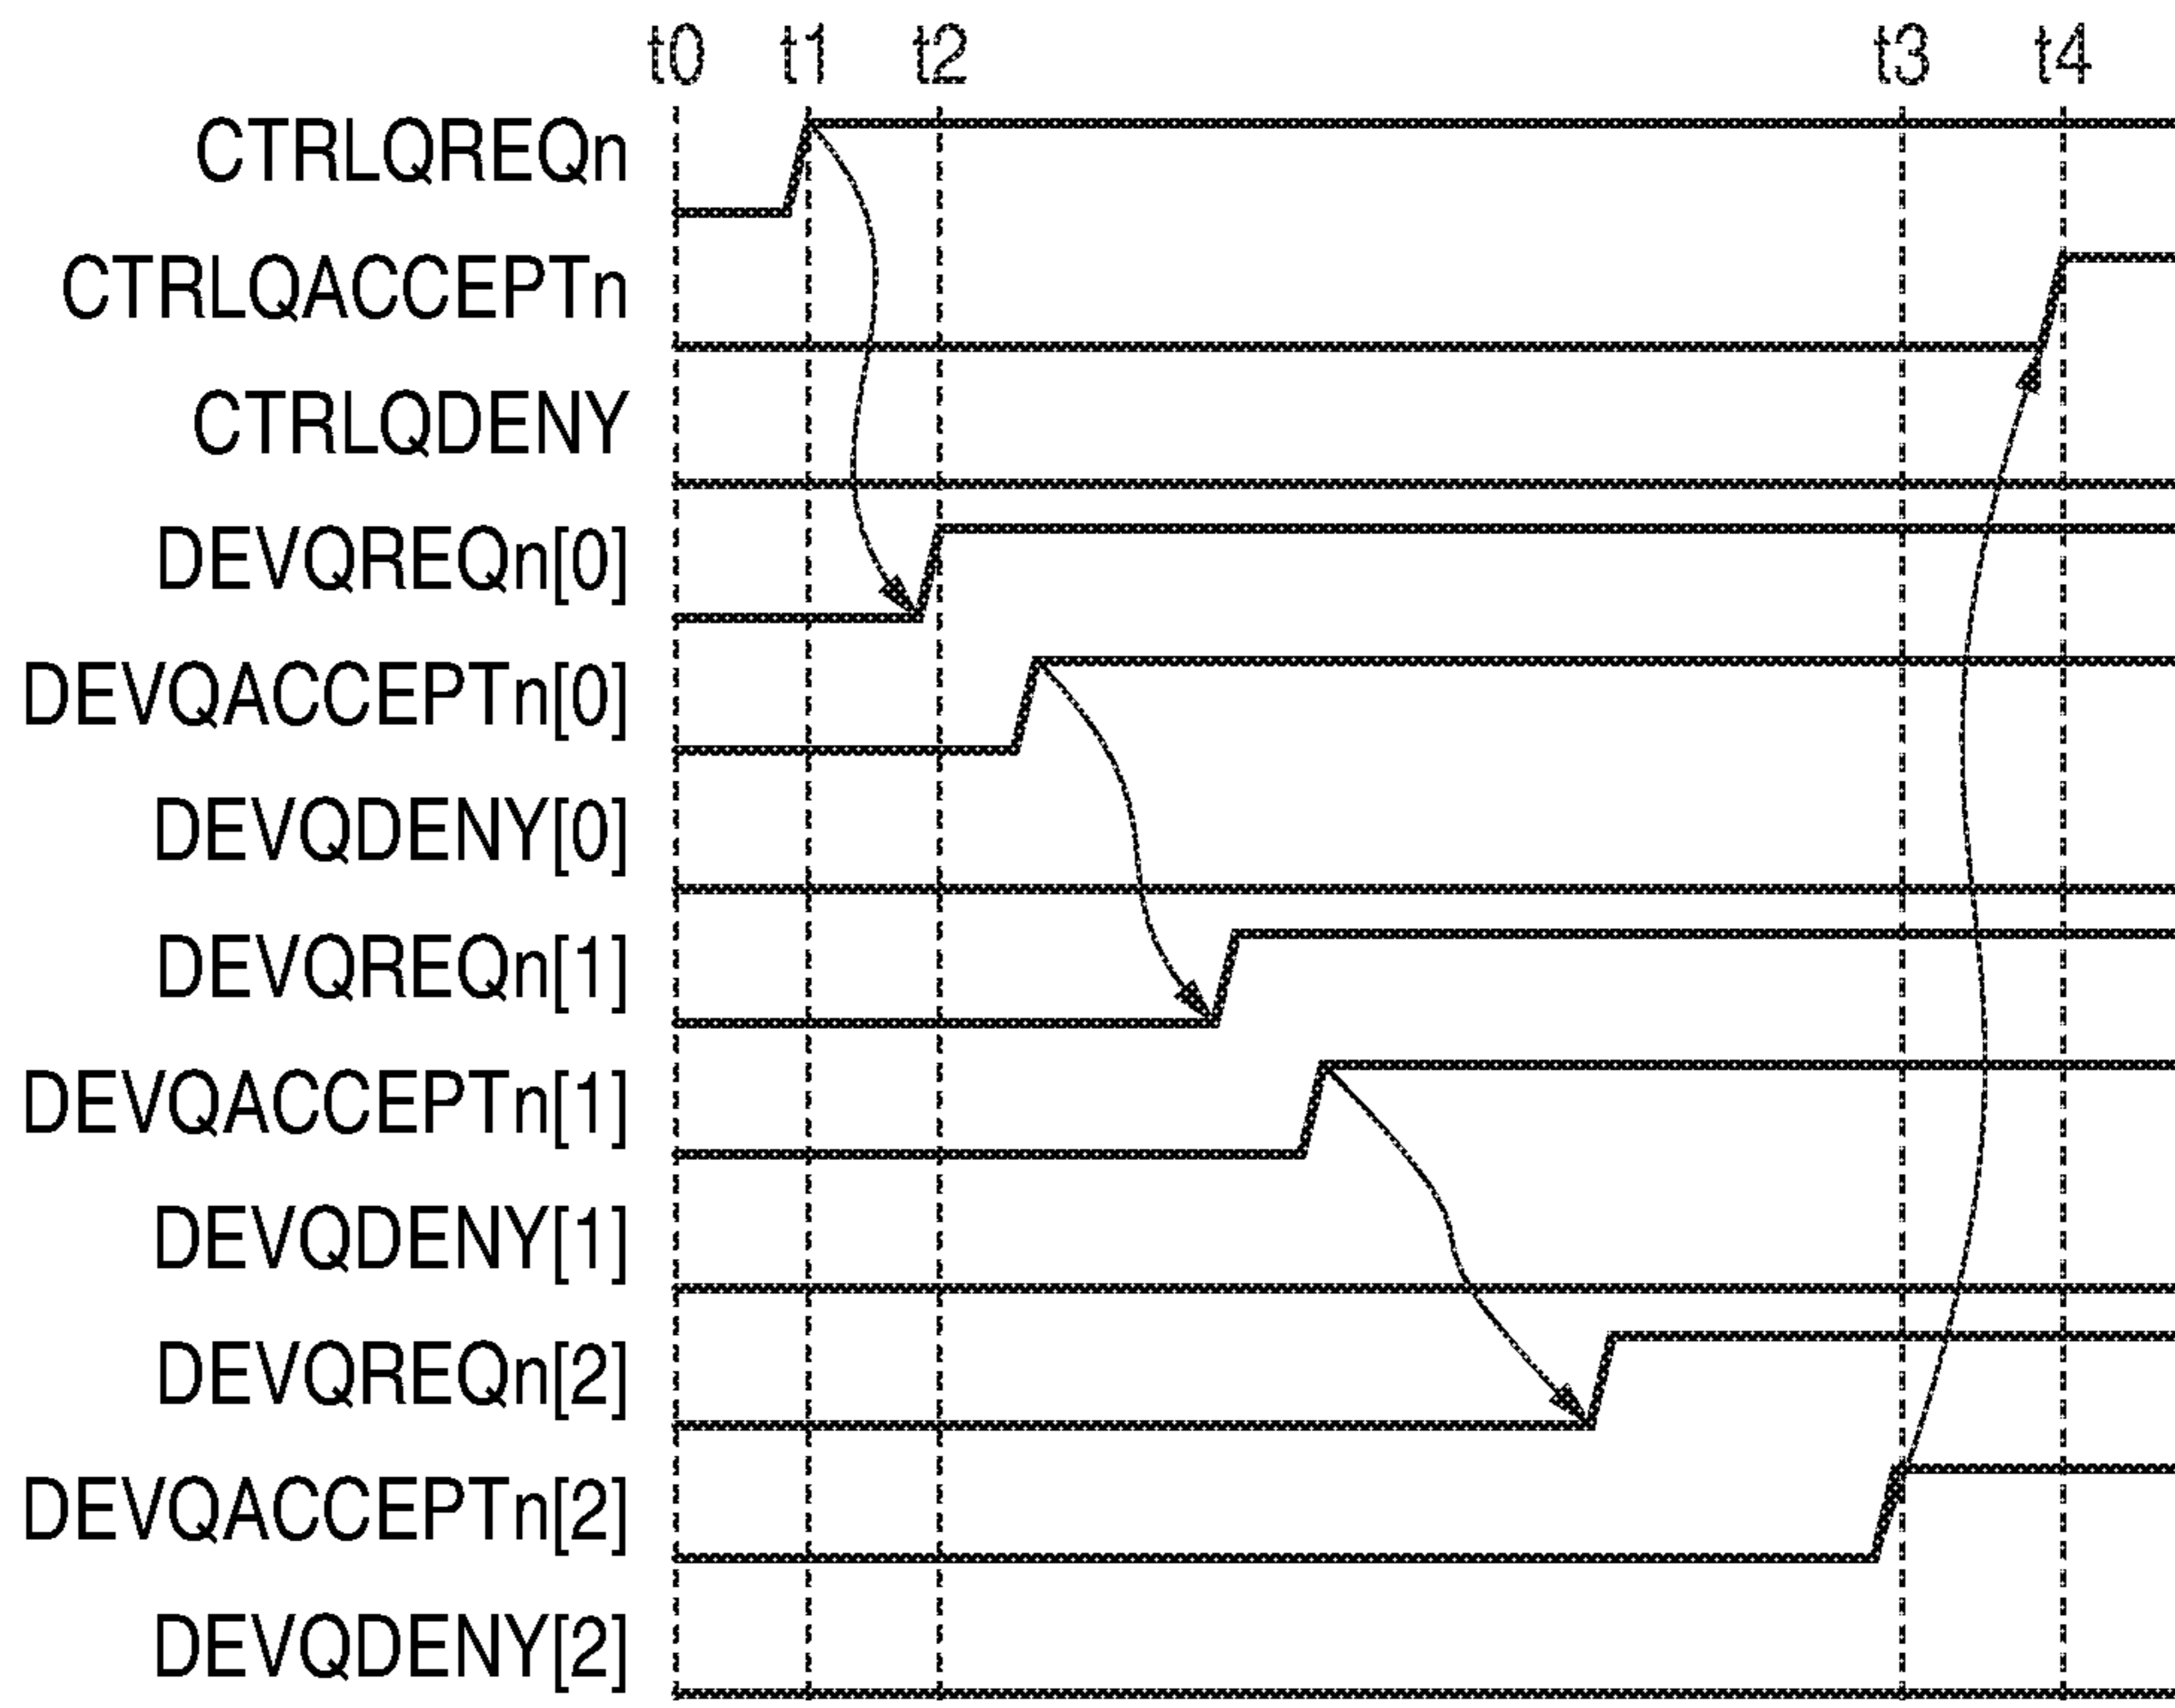 t0 t1 t2 t3 t4
CTRLQREQn
CTRLQACCEPTn
CTRLQDENY
DEVQREQn[0]
DEVQACCEPTn[0]
DEVQDENY[0]
DEVQREQn[1]
DEVQACCEPTn[1]
DEVQDENY[1]
DEVQREQn[2]
DEVQACCEPTn[2]
DEVQDENY[2]